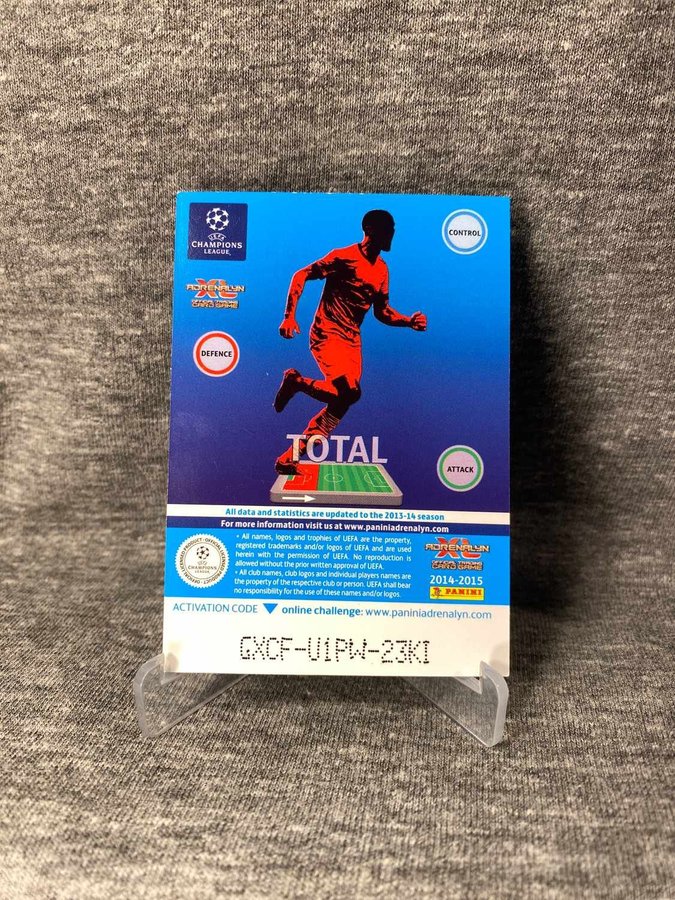 UEFA
CHAMPIONS
LEAGUE
CONTROL
ADRENALYN
XL
OFFICIAL TRADING
CARD GAME
DEFENCE
TOTAL
ATTACK
All data and statistics are updated to the 2013-14 season
For more information visit us at www.paniniadrenalyn.com
• All names, logos and trophies of UEFA are the property,
registered trademarks and/or logos of UEFA and are used
herein with the permission of UEFA. No reproduction is
allowed without the prior written approval of UEFA.
• All club names, club logos and individual players names are
the property of the respective club or person. UEFA shall bear
no responsibility for the use of these names and/or logos.
ADRENALYN
XL
OFFICIAL TRADING
CARD GAME
2014-2015
PANINI
ACTIVATION CODE online challenge: www.paniniadrenalyn.com
GXCF-U1PW-23KI